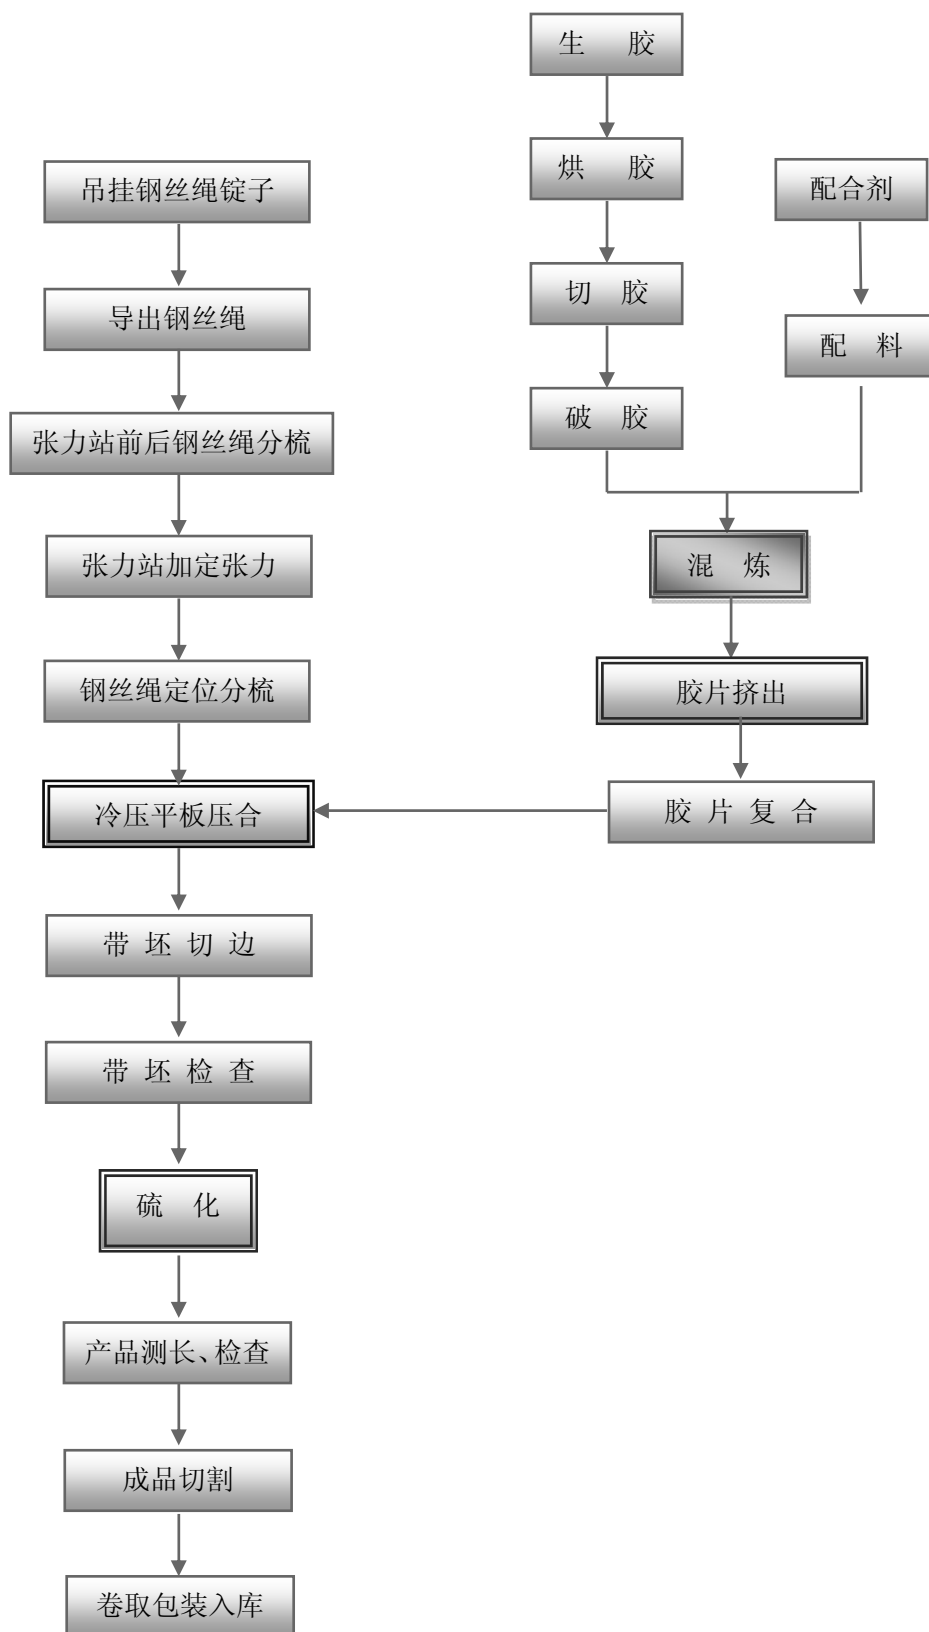 生 胶
烘 胶
切 胶
破 胶
配合剂
配 料
混 炼
胶片挤出
胶 片 复 合
吊挂钢丝绳锭子
导出钢丝绳
张力站前后钢丝绳分梳
张力站加定张力
钢丝绳定位分梳
冷压平板压合
带 坯 切 边
带 坯 检 查
硫 化
产品测长、检查
成品切割
卷取包装入库